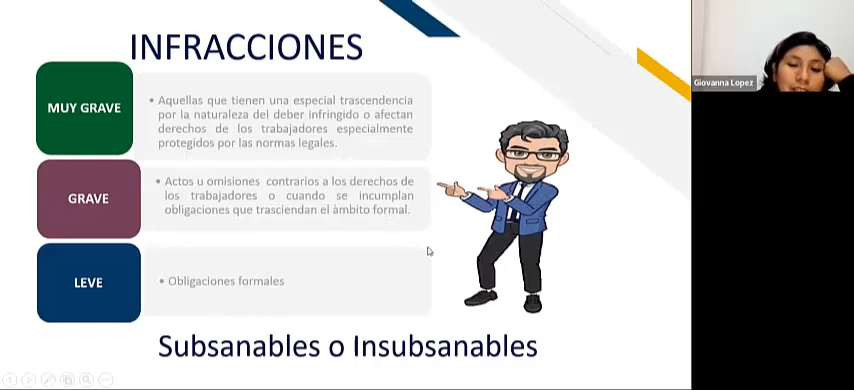 INFRACCIONES
MUY GRAVE
• Aquellas que tienen una especial trascendencia
por la naturaleza del deber infringido o afectan
derechos de los trabajadores especialmente
protegidos por las normas legales.
GRAVE
• Actos u omisiones contrarios a los derechos de
los trabajadores o cuando se incumplan
obligaciones que trasciendan el àmbito formal.
LEVE
• Obligaciones formales
Subsanables o Insubsanables
Giovanna Lopez